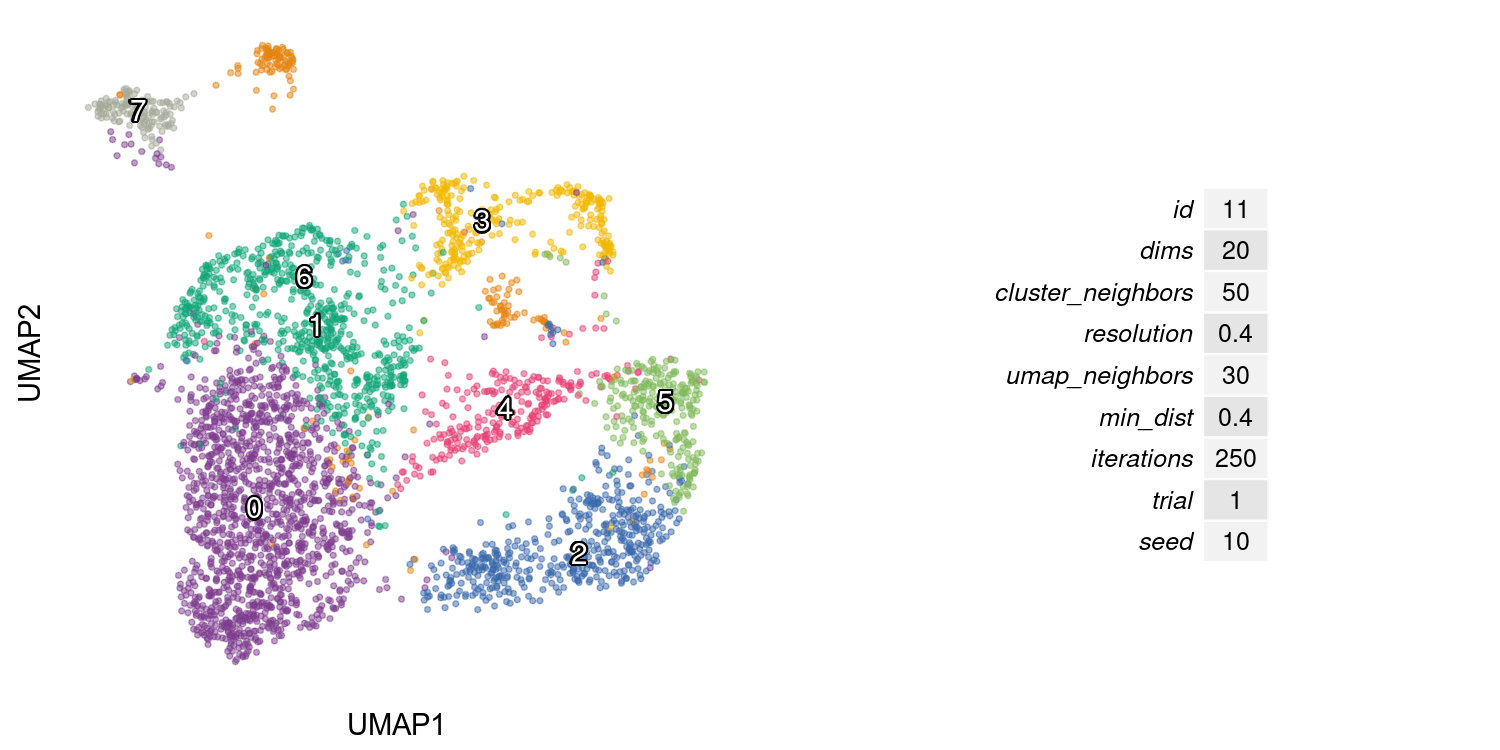 7
3
6
1
4
5
0
2
UMAP1
UMAP2
id 11
dims 20
cluster_neighbors 50
resolution 0.4
umap_neighbors 30
min_dist 0.4
iterations 250
trial 1
seed 10